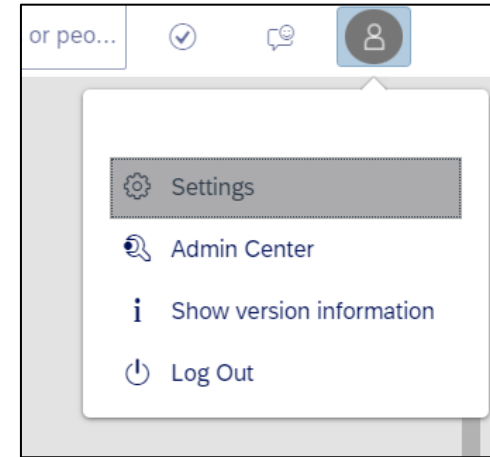 or peo...
Settings
Admin Center
Show version information
Log Out